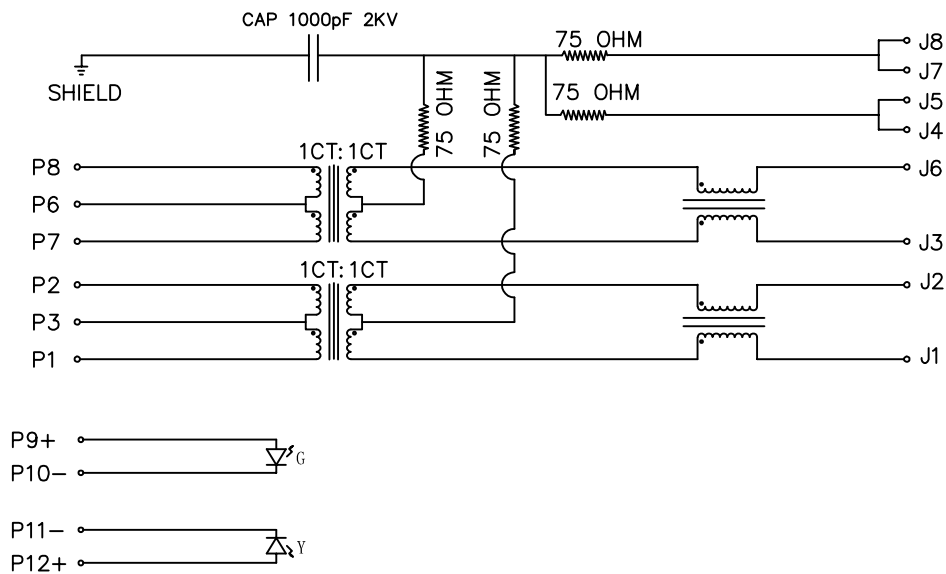 CAP 1000pF 2KV
75 OHM
J8
J7
SHIELD
75 OHM
J5
J4
75 OHM
75 OHM
1CT: 1CT
P8
J6
P6
P7
J3
1CT: 1CT
P2
J2
P3
P1
J1
P9+
G
P10-
P11-
Y
P12+